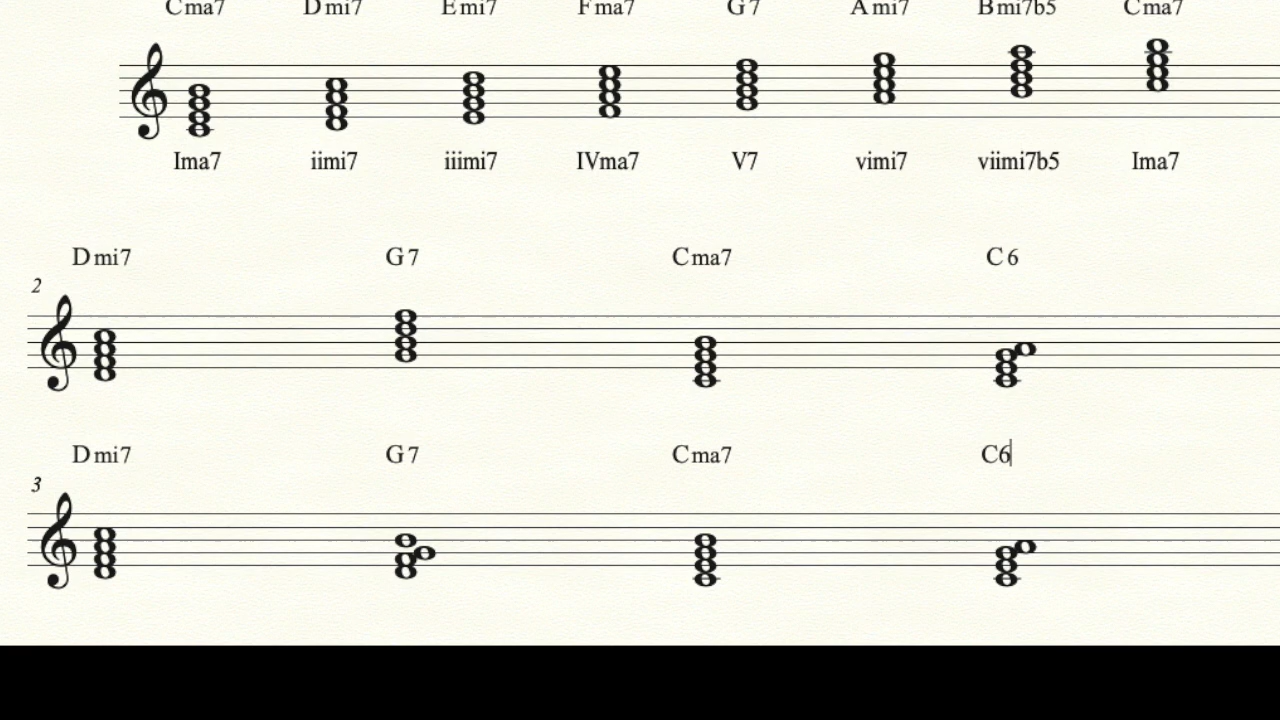 Cma7 Dmi7 Emi7 Fma7 G7 Ami7 Bmi7b5 Cma7
Ima7 iimi7 iiimi7 IVma7 V7 vimi7 viimi7b5 Ima7
Dmi7 G7 Cma7 C6
2
Dmi7 G7 Cma7 C6
3